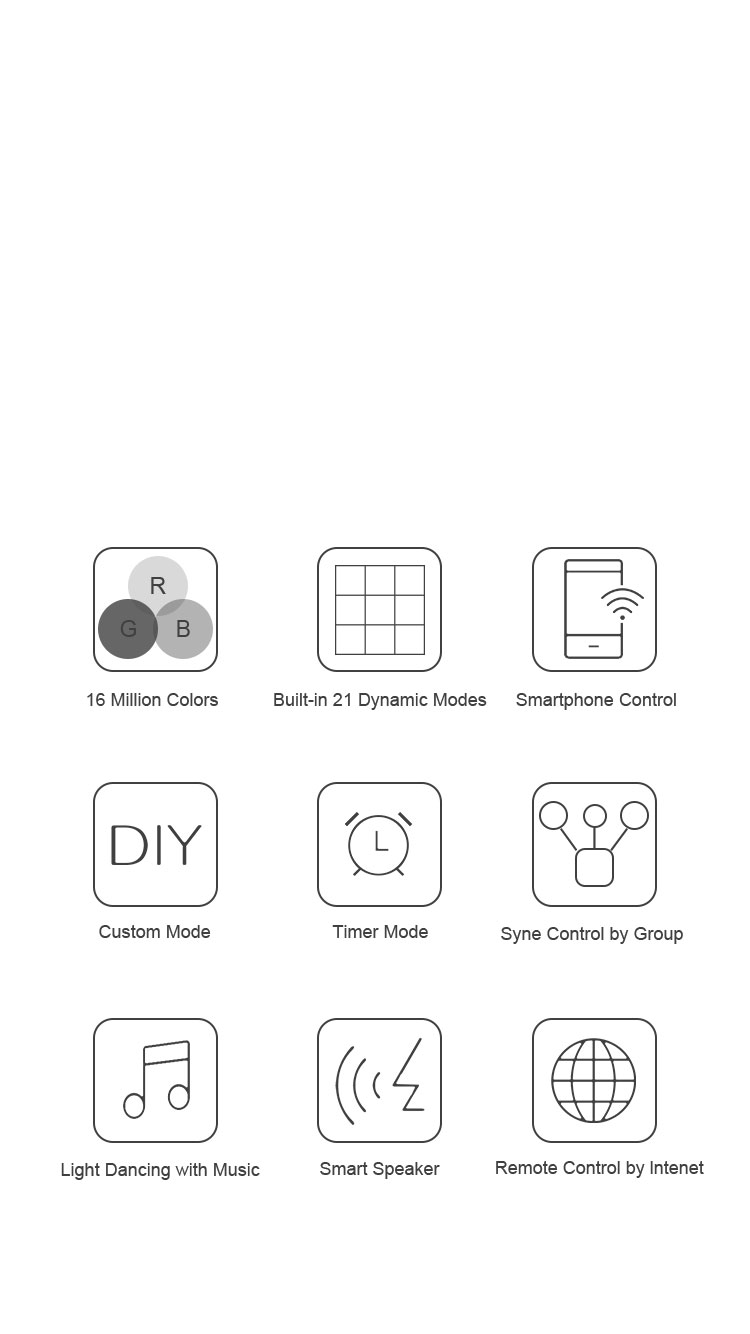 R
G B
16 Million Colors
Built-in 21 Dynamic Modes
Smartphone Control
DIY
Custom Mode
Timer Mode
Syne Control by Group
Light Dancing with Music
Smart Speaker
Remote Control by Intenet